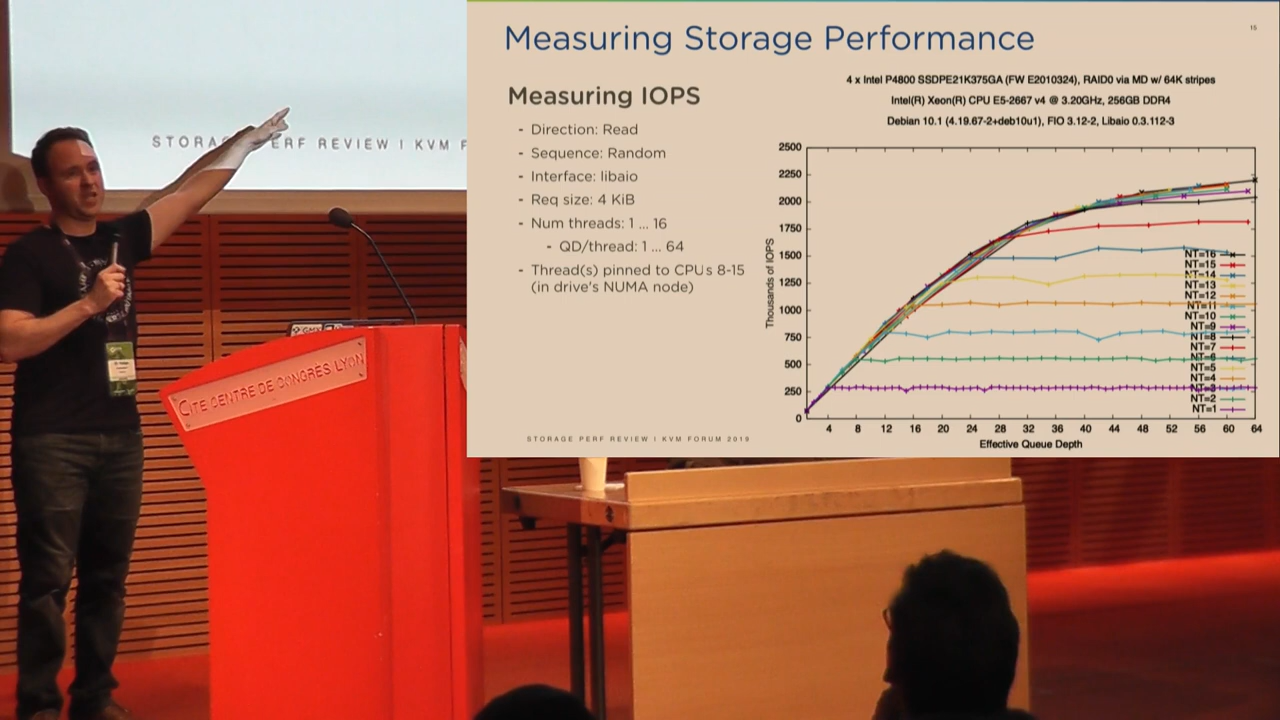 STORA
ERF REVIEW | KVM F
CITE CENTRE DE CONGRES LYON
Measuring Storage Performance
15
Measuring IOPS
- Direction: Read
- Sequence: Random
- Interface: libaio
- Req size: 4 KiB
- Num threads: 1 ... 16
- QD/thread: 1 ... 64
- Thread(s) pinned to CPUs 8-15
(in drive's NUMA node)
STORAGE PERF REVIEW | KVM FORUM 2019
4 x Intel P4800 SSDPE21K375GA (FW E2010324), RAID0 via MD w/ 64K stripes
Intel(R) Xeon(R) CPU E5-2667 v4 @ 3.20GHz, 256GB DDR4
Debian 10.1 (4.19.67-2+deb10u1), FIO 3.12-2, Libaio 0.3.112-3
Thousands of IOPS
2500
2250
2000
1750
1500
1250
1000
750
500
250
0
NT=16
NT=15
NT=14
NT=13
NT=12
NT=11
NT=10
NT=9
NT=8
NT=7
NT=6
NT=5
NT=4
NT=3
NT=2
NT=1
4 8 12 16 20 24 28 32 36 40 44 48 52 56 60 64
Effective Queue Depth